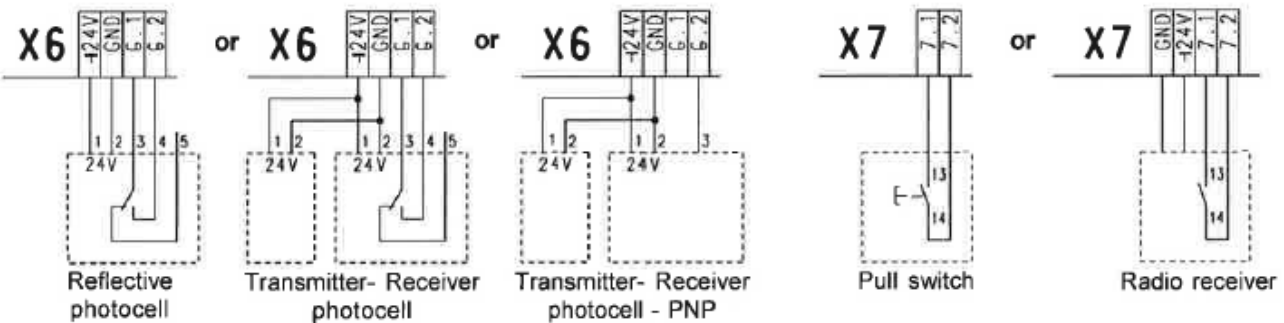 X6 +24V GND 6.1 6.2 or X6 +24V GND 6.1 6.2 or X6 +24V GND 6.1 6.2 X7 7.1 7.2 or X7 GND +24V 7.1 7.2
1 2 3 4 5
24V
1 2
24V
1 2 3 4 5
24V
1 2
24V
1 2 3
24V
13
14
13
14
Reflective
photocell
Transmitter- Receiver
photocell
Transmitter- Receiver
photocell - PNP
Pull switch
Radio receiver